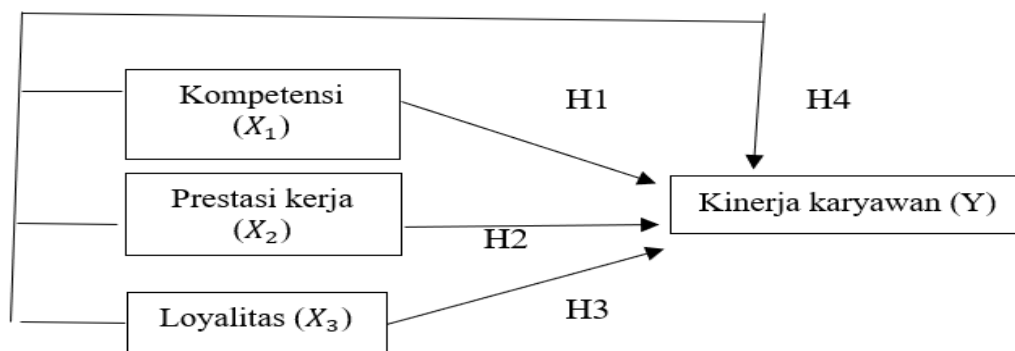 Kompetensi
(𝑋₁)
H1
H4
Prestasi kerja
(𝑋₂)
H2
Kinerja karyawan (Y)
Loyalitas (𝑋₃)
H3